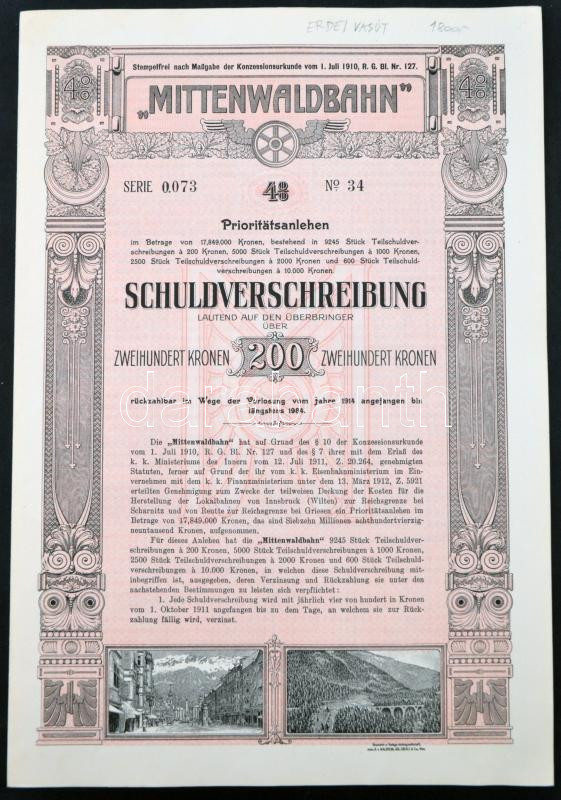 ERDEI VASÚT
Stempelfrei nach Maßgabe der Konzessionsurkunde vom 1. Juli 1910, R. G. Bl. Nr. 127.
4% 4%
„MITTENWALDBAHN“
SERIE 0.073 4% No 34
Prioritätsanlehen
im Betrage von 17,849.000 Kronen, bestehend in 9245 Stück Teilschuldver-
schreibungen à 200 Kronen, 5000 Stück Teilschuldverschreibungen à 1000 Kronen,
2500 Stück Teilschuldverschreibungen à 2000 Kronen und 600 Stück Teilschuld-
verschreibungen à 10.000 Kronen.
SCHULDVERSCHREIBUNG
LAUTEND AUF DEN ÜBERBRINGER
ÜBER
ZWEIHUNDERT KRONEN 200 ZWEIHUNDERT KRONEN
rückzahlbar im Wege der Verlosung vom Jahre 1914 angefangen bis
längstens 1984.
Die „Mittenwaldbahn“ hat auf Grund des § 10 der Konzessionsurkunde
vom 1. Juli 1910, R. G. Bl. Nr. 127 und des § 7 ihrer mit dem Erlaß des
k. k. Ministeriums des Innern vom 12. Juli 1911, Z. 20.264, genehmigten
Statuten, ferner auf Grund der ihr vom k. k. Eisenbahnministerium im Ein-
vernehmen mit dem k. k. Finanzministerium unter dem 13. März 1912, Z. 5921
erteilten Genehmigung zum Zwecke der teilweisen Deckung der Kosten für die
Herstellung der Lokalbahnen von Innsbruck (Wilten) zur Reichsgrenze bei
Scharnitz und von Reutte zur Reichsgrenze bei Griesen ein Prioritätsanlehen im
Betrage von 17,849.000 Kronen, das sind Siebzehn Millionen achthundertvierzig-
neuntausend Kronen, aufgenommen.
Für dieses Anlehen hat die „Mittenwaldbahn“ 9245 Stück Teilschuldver-
schreibungen à 200 Kronen, 5000 Stück Teilschuldverschreibungen à 1000 Kronen,
2500 Stück Teilschuldverschreibungen à 2000 Kronen und 600 Stück Teilschuld-
verschreibungen à 10.000 Kronen, in welchen diese Schuldverschreibung mit-
inbegriffen ist, ausgegeben, deren Verzinsung und Rückzahlung sie unter den
nachstehenden Bestimmungen zu leisten sich verpflichtet:
1. Jede Schuldverschreibung wird mit jährlich vier von hundert in Kronen
vom 1. Oktober 1911 angefangen bis zu dem Tage, an welchem sie zur Rück-
zahlung fällig wird, verzinst.
200